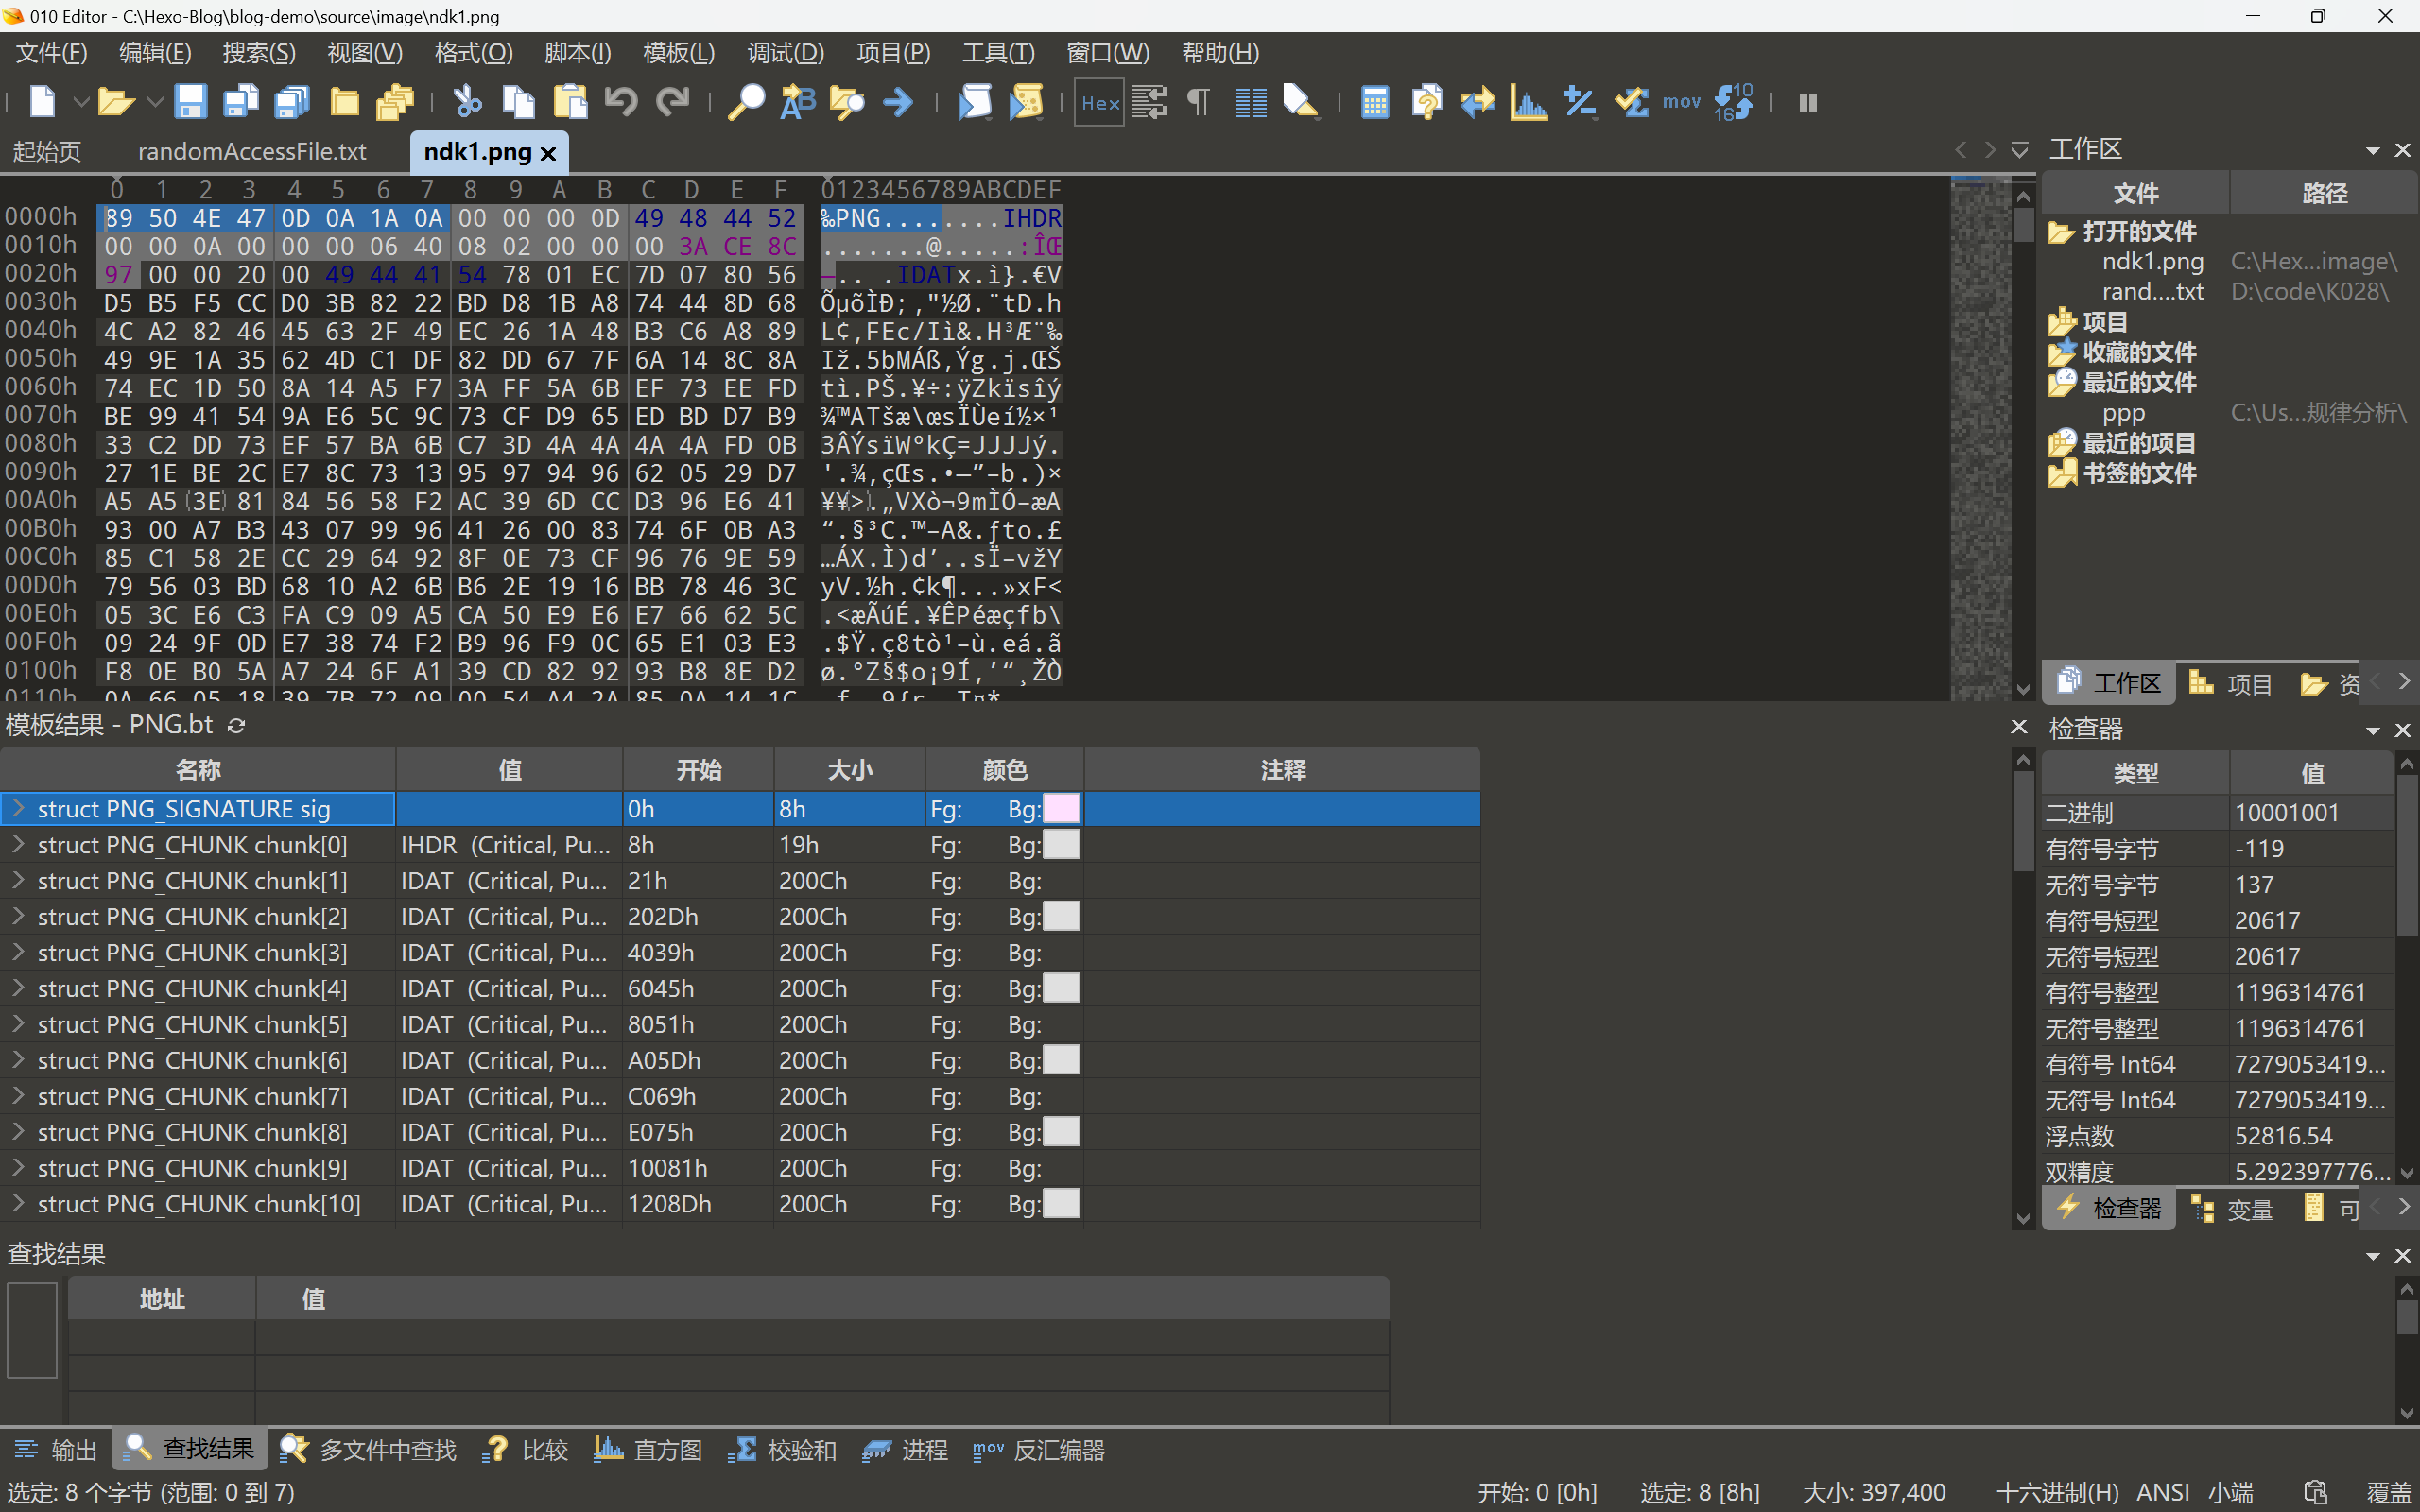 010 Editor - C:\Hexo-Blog\blog-demo\source\image\ndk1.png
文件(F) 编辑(E) 搜索(S) 视图(V) 格式(O) 脚本(I) 模板(L) 调试(D) 项目(P) 工具(T) 窗口(W) 帮助(H)
Hex mov 10 16
起始页 randomAccessFile.txt ndk1.png
0 1 2 3 4 5 6 7 8 9 A B C D E F 0123456789ABCDEF
0000h 89 50 4E 47 0D 0A 1A 0A 00 00 00 0D 49 48 44 52 ‰PNG........IHDR
0010h 00 00 0A 00 00 00 06 40 08 02 00 00 00 3A CE 8C .......@.....:ÎŒ
0020h 97 00 00 20 00 49 44 41 54 78 01 EC 7D 07 80 56 —.. .IDATx.ì}.€V
0030h D5 B5 F5 CC D0 3B 82 22 BD D8 1B A8 74 44 8D 68 ÕµõÌÐ;‚"½Ø.¨tD.h
0040h 4C A2 82 46 45 63 2F 49 EC 26 1A 48 B3 C6 A8 89 L¢‚FEc/Iì&.H³Æ¨‰
0050h 49 9E 1A 35 62 4D C1 DF 82 DD 67 7F 6A 14 8C 8A Iž.5bMÁß‚Ýg.j.ŒŠ
0060h 74 EC 1D 50 8A 14 A5 F7 3A FF 5A 6B EF 73 EE FD tì.PŠ.¥÷:ÿZkïsîý
0070h BE 99 41 54 9A E6 5C 9C 73 CF D9 65 ED BD D7 B9 ¾™ATšæ\œsÏÙeí½×¹
0080h 33 C2 DD 73 EF 57 BA 6B C7 3D 4A 4A 4A 4A FD 0B 3ÂÝsïWºkÇ=JJJJý.
0090h 27 1E BE 2C E7 8C 73 13 95 97 94 96 62 05 29 D7 '.¾,çŒs.•—”–b.)×
00A0h A5 A5 3E 81 84 56 58 F2 AC 39 6D CC D3 96 E6 41 ¥¥>.„VXò¬9mÌÓ–æA
00B0h 93 00 A7 B3 43 07 99 96 41 26 00 83 74 6F 0B A3 “.§³C.™–A&.ƒto.£
00C0h 85 C1 58 2E CC 29 64 92 8F 0E 73 CF 96 76 9E 59 …ÁX.Ì)d’..sÏ–vžY
00D0h 79 56 03 BD 68 10 A2 6B B6 2E 19 16 BB 78 46 3C yV.½h.¢k¶...»xF<
00E0h 05 3C E6 C3 FA C9 09 A5 CA 50 E9 E6 E7 66 62 5C .<æÃúÉ.¥ÊPéæçfb\
00F0h 09 24 9F 0D E7 38 74 F2 B9 96 F9 0C 65 E1 03 E3 .$Ÿ.ç8tò¹–ù.eá.ã
0100h F8 0E B0 5A A7 24 6F A1 39 CD 82 92 93 B8 8E D2 ø.°Z§$o¡9Í‚’“¸ŽÒ
0110h 0A 66 05 18 39 7B 72 09 00 54 A4 2A 85 0A 14 1C
工作区
文件 路径
打开的文件
ndk1.png C:\Hex...image\
rand....txt D:\code\K028\
项目
收藏的文件
最近的文件
ppp C:\Us...规律分析\
最近的项目
书签的文件
工作区 项目 资
模板结果 - PNG.bt
名称 值 开始 大小 颜色 注释
struct PNG_SIGNATURE sig 0h 8h Fg: Bg:
struct PNG_CHUNK chunk[0] IHDR (Critical, Pu... 8h 19h Fg: Bg:
struct PNG_CHUNK chunk[1] IDAT (Critical, Pu... 21h 200Ch Fg: Bg:
struct PNG_CHUNK chunk[2] IDAT (Critical, Pu... 202Dh 200Ch Fg: Bg:
struct PNG_CHUNK chunk[3] IDAT (Critical, Pu... 4039h 200Ch Fg: Bg:
struct PNG_CHUNK chunk[4] IDAT (Critical, Pu... 6045h 200Ch Fg: Bg:
struct PNG_CHUNK chunk[5] IDAT (Critical, Pu... 8051h 200Ch Fg: Bg:
struct PNG_CHUNK chunk[6] IDAT (Critical, Pu... A05Dh 200Ch Fg: Bg:
struct PNG_CHUNK chunk[7] IDAT (Critical, Pu... C069h 200Ch Fg: Bg:
struct PNG_CHUNK chunk[8] IDAT (Critical, Pu... E075h 200Ch Fg: Bg:
struct PNG_CHUNK chunk[9] IDAT (Critical, Pu... 10081h 200Ch Fg: Bg:
struct PNG_CHUNK chunk[10] IDAT (Critical, Pu... 1208Dh 200Ch Fg: Bg:
检查器
类型 值
二进制 10001001
有符号字节 -119
无符号字节 137
有符号短型 20617
无符号短型 20617
有符号整型 1196314761
无符号整型 1196314761
有符号 Int64 7279053419...
无符号 Int64 7279053419...
浮点数 52816.54
双精度 5.292397776...
检查器 变量 可
查找结果
地址 值
输出 查找结果 多文件中查找 比较 直方图 校验和 进程 mov 反汇编器
选定: 8 个字节 (范围: 0 到 7) 开始: 0 [0h] 选定: 8 [8h] 大小: 397,400 十六进制(H) ANSI 小端 覆盖